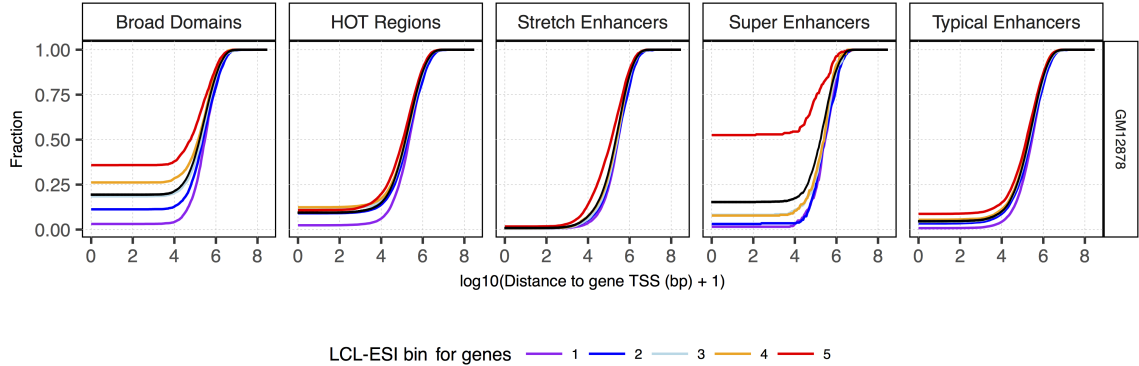 Broad Domains HOT Regions Stretch Enhancers Super Enhancers Typical Enhancers
1.00
0.75
0.50
0.25
0.00
Fraction
GM12878
0 2 4 6 8 0 2 4 6 8 0 2 4 6 8 0 2 4 6 8 0 2 4 6 8
log10(Distance to gene TSS (bp) + 1)
LCL-ESI bin for genes 1 2 3 4 5